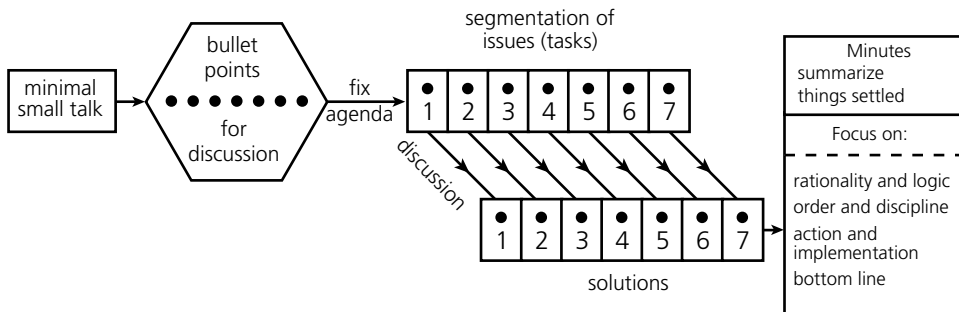 minimal
small talk
bullet
points
for
discussion
fix
agenda
segmentation of
issues (tasks)
1 2 3 4 5 6 7
discussion
1 2 3 4 5 6 7
solutions
Minutes
summarize
things settled
Focus on:
rationality and logic
order and discipline
action and
implementation
bottom line